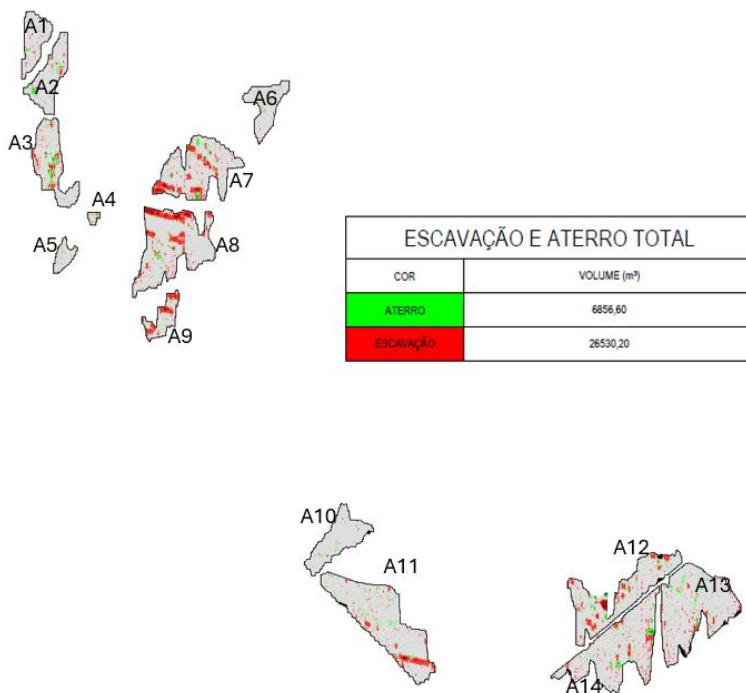 A1
A2
A3
A4
A5
A6
A7
A8
A9
ESCAVAÇÃO E ATERRO TOTAL
COR VOLUME (m³)
ATERRO 6856,60
ESCAVAÇÃO 26530,20
A10
A11
A12
A13
A14